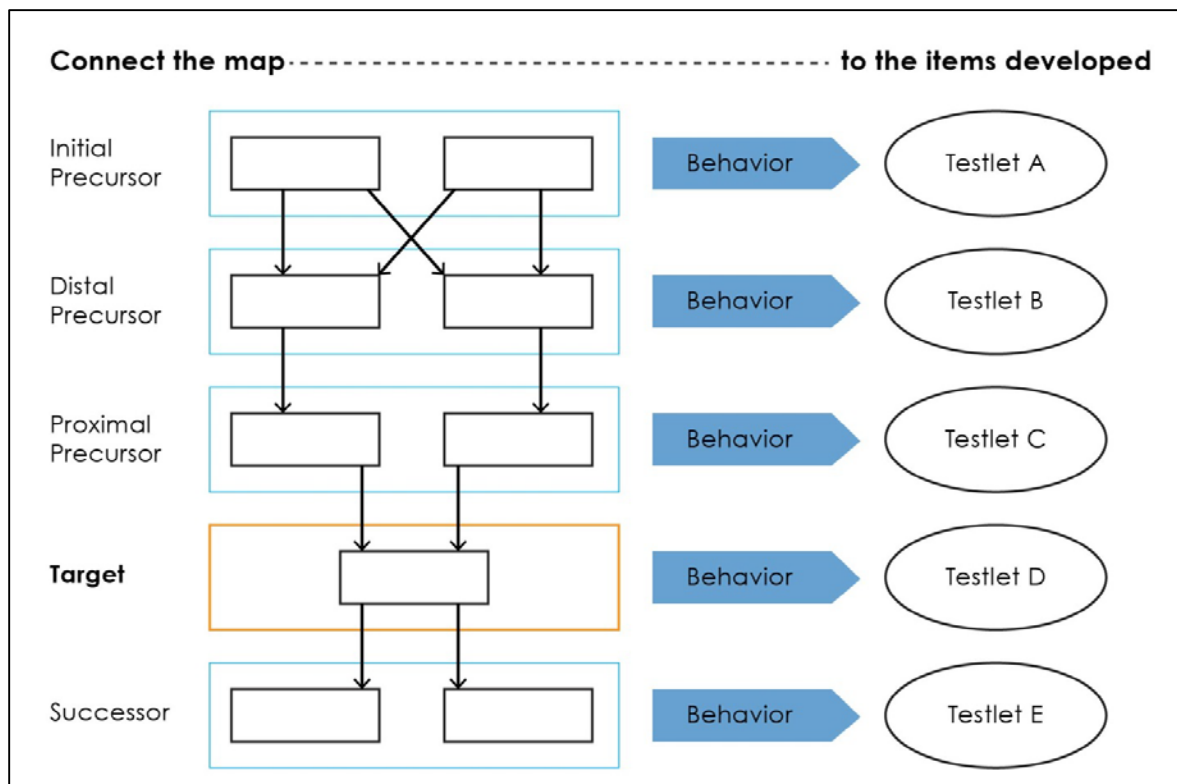 Connect the map to the items developed
Initial
Precursor
Behavior
Testlet A
Distal
Precursor
Behavior
Testlet B
Proximal
Precursor
Behavior
Testlet C
Target
Behavior
Testlet D
Successor
Behavior
Testlet E